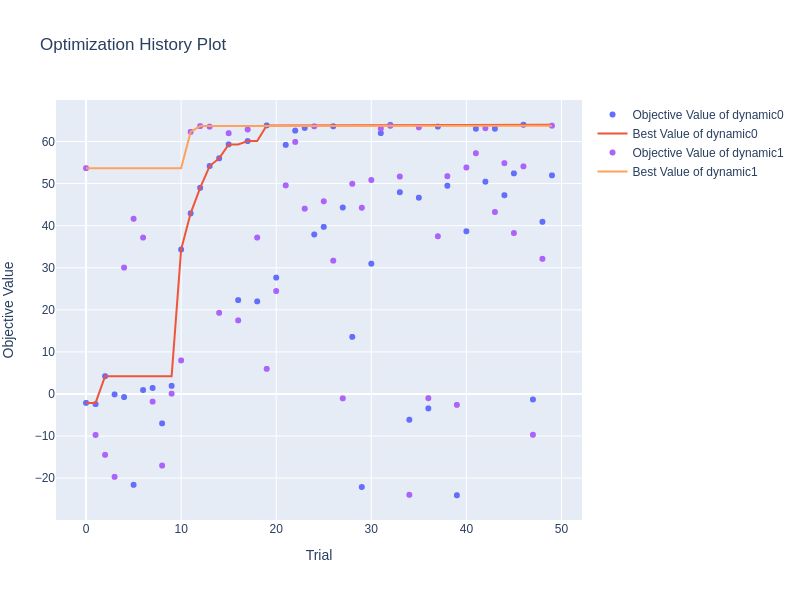 Optimization History Plot
Objective Value of dynamic0
Best Value of dynamic0
Objective Value of dynamic1
Best Value of dynamic1
60
50
40
30
20
10
0
−10
−20
Objective Value
0
10
20
30
40
50
Trial